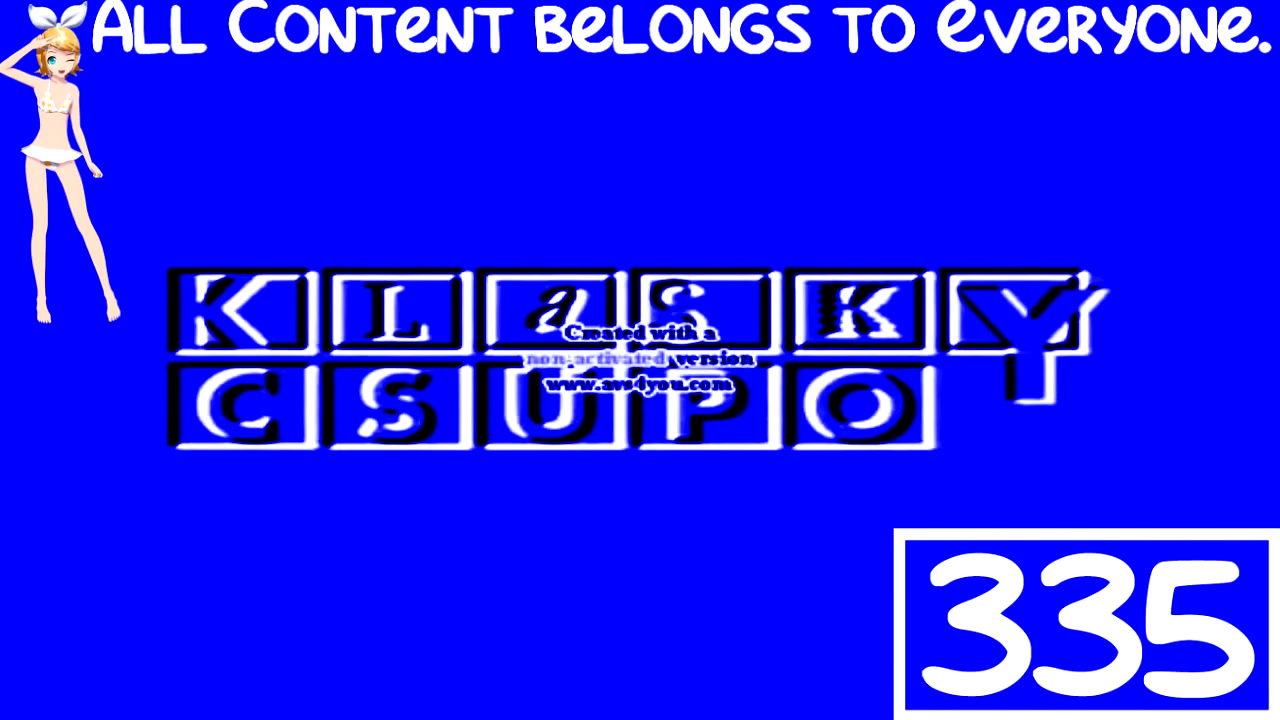 ALL CONTENT BELONGS TO EVERYONE.
KLASKY
Created with a
non-activated version
www.avs4you.com
CSUPO
335